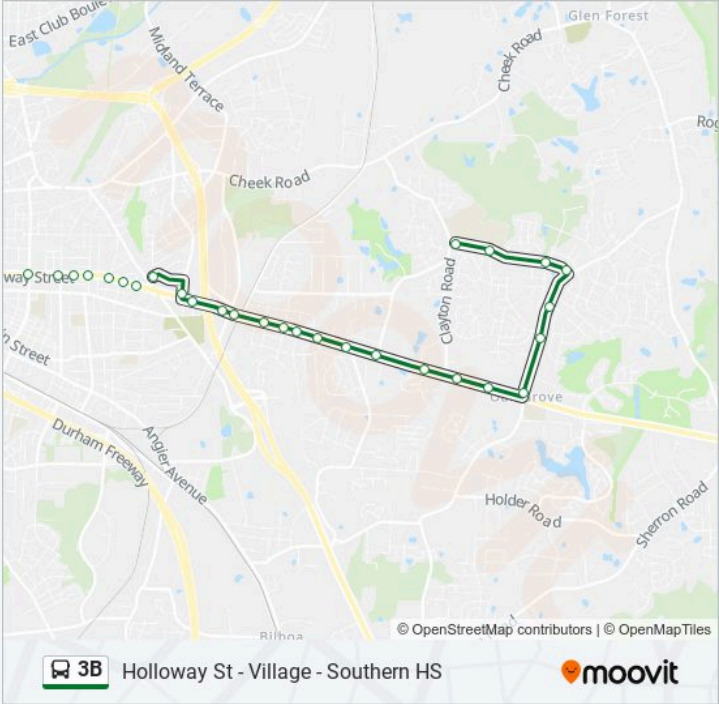 Glen Forest
East Club Boule
Midland Terrace
Cheek Road
Cheek Road
way Street
Clayton Road
n Street
Grove
Durham Freeway
Angier Avenue
Holder Road
Sherron Road
© OpenStreetMap contributors | © OpenMapTiles
Bilboa
3B Holloway St - Village - Southern HS
moovit